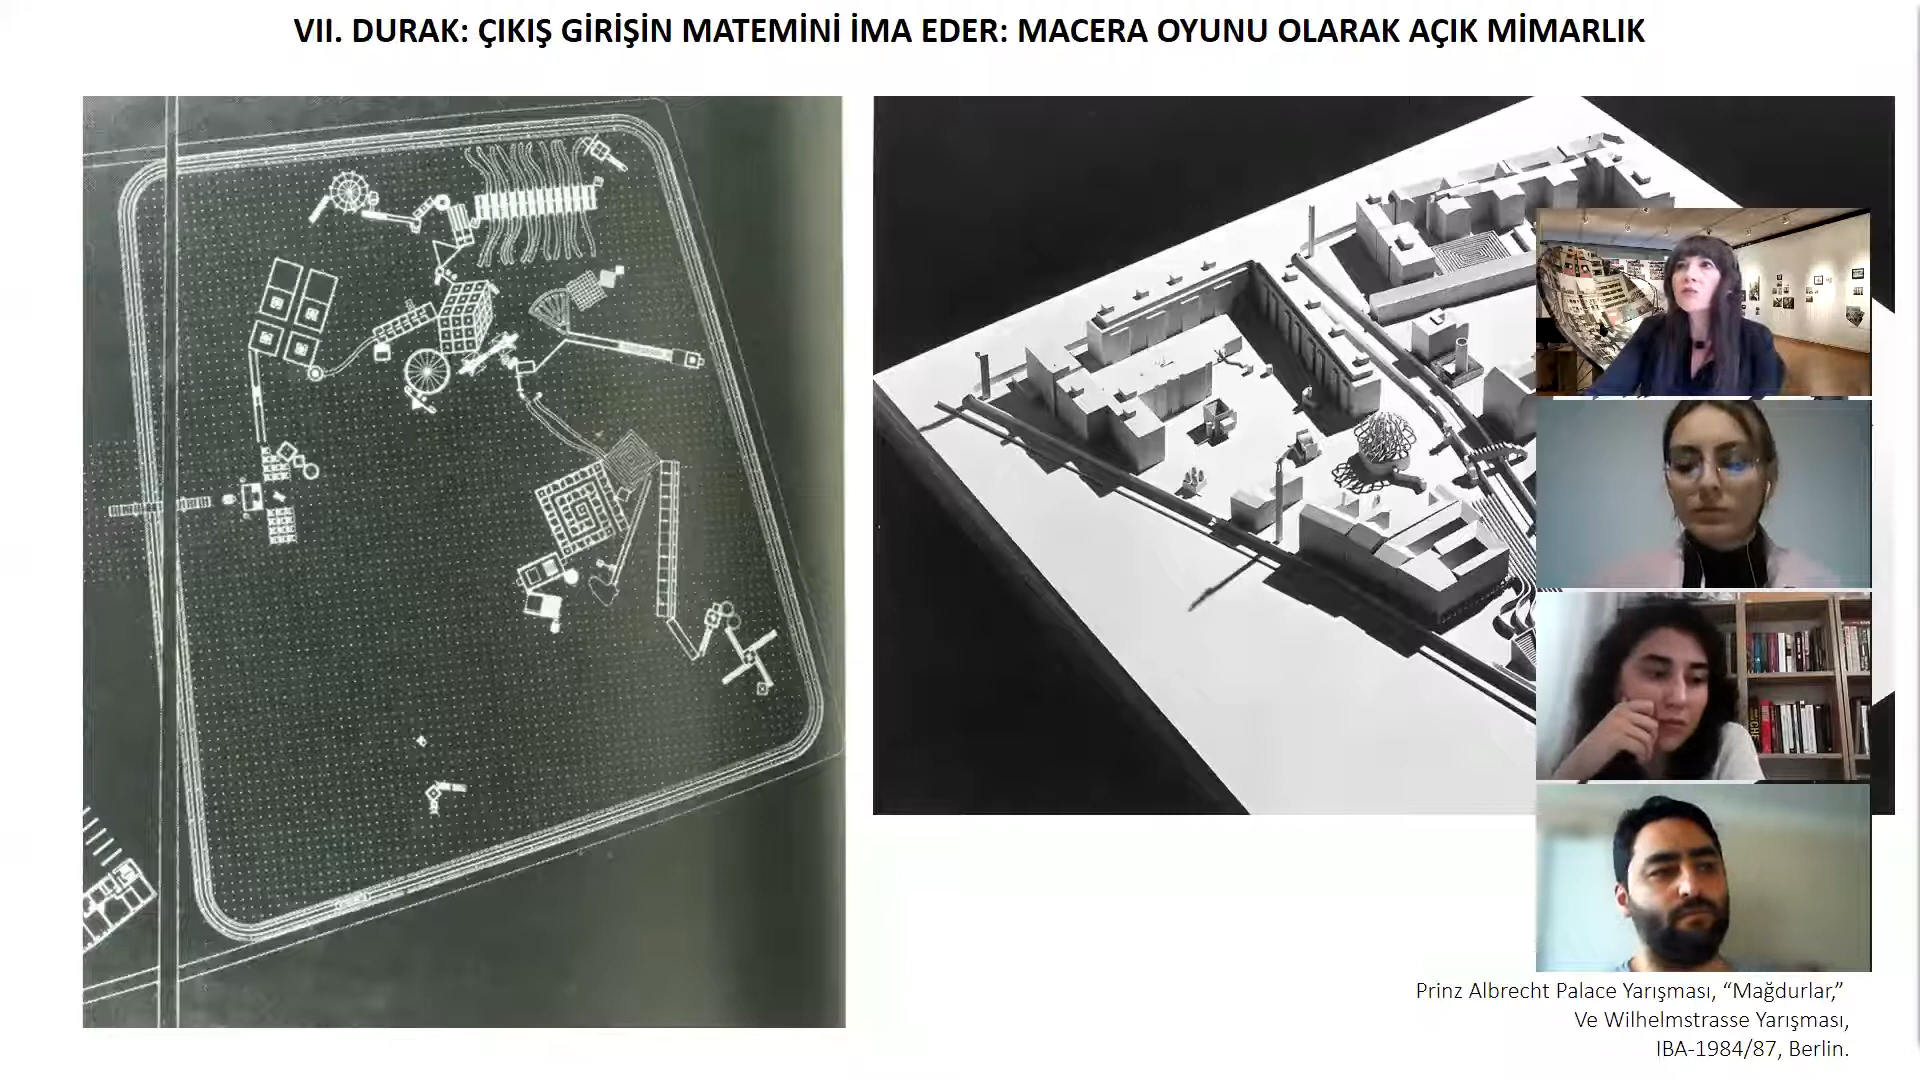 VII. DURAK: ÇIKIŞ GİRİŞİN MATEMİNİ İMA EDER: MACERA OYUNU OLARAK AÇIK MİMARLIK
Prinz Albrecht Palace Yarışması, “Mağdurlar,”
Ve Wilhelmstrasse Yarışması,
IBA-1984/87, Berlin.